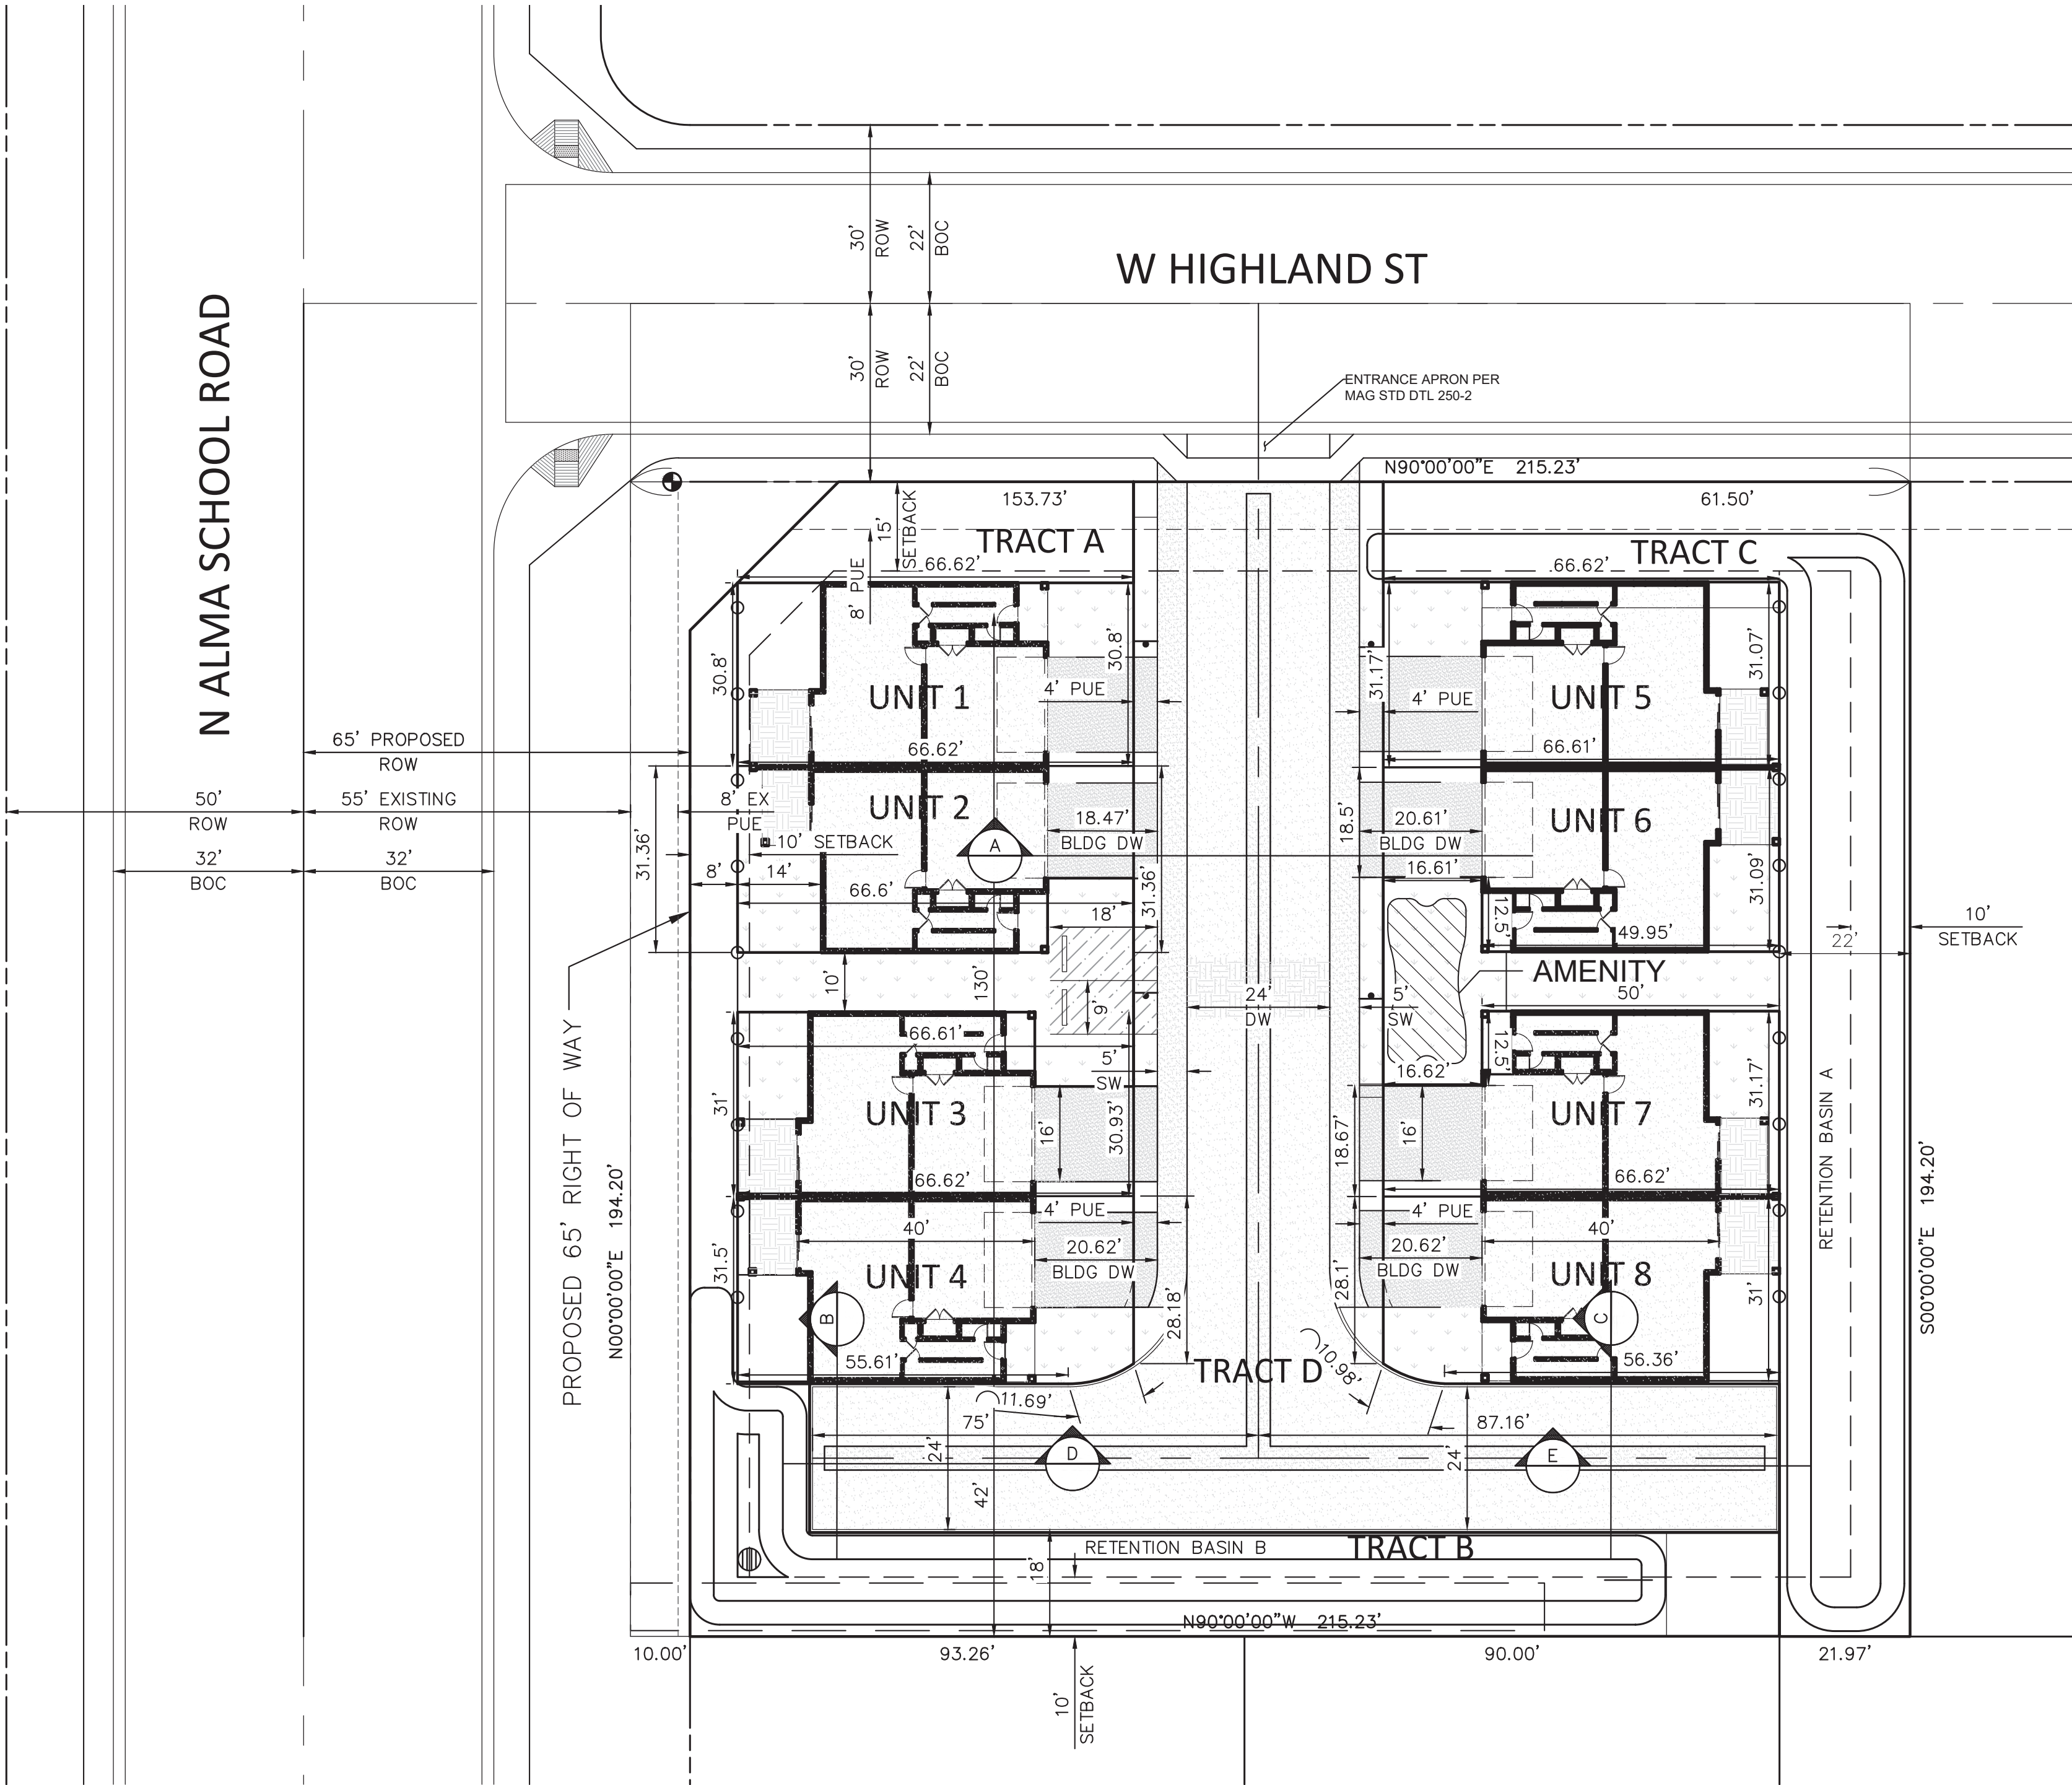 30'
ROW
22'
BOC
W HIGHLAND ST
N ALMA SCHOOL ROAD
30'
ROW
22'
BOC
ENTRANCE APRON PER
MAG STD DTL 250-2
N90°00'00"E 215.23'
153.73'
61.50'
15'
SETBACK
TRACT A
TRACT C
66.62'
66.62'
8' PUE
30.8'
30.8'
31.17'
31.07'
UNIT 1
4' PUE
4' PUE
UNIT 5
65' PROPOSED
ROW
66.62'
66.61'
50'
ROW
55' EXISTING
ROW
8' EX
PUE
UNIT 2
18.47'
BLDG DW
18.5'
20.61'
BLDG DW
UNIT 6
10' SETBACK
A
31.36'
32'
BOC
32'
BOC
8'
14'
66.6'
31.36'
16.61'
31.09'
18'
12.5'
49.95'
10'
SETBACK
22'
10'
130'
9'
24'
DW
5'
SW
AMENITY
50'
PROPOSED 65' RIGHT OF WAY
66.61'
5'
SW
16.62'
12.5'
31'
UNIT 3
16'
30.93'
18.67'
16'
UNIT 7
31.17'
RETENTION BASIN A
N00°00'00"E 194.20'
S00°00'00"E 194.20'
66.62'
66.62'
4' PUE
4' PUE
40'
40'
31.5'
UNIT 4
20.62'
BLDG DW
28.18'
28.1'
20.62'
BLDG DW
UNIT 8
31'
B
C
55.61'
TRACT D
10.98'
56.36'
11.69'
75'
87.16'
24'
D
24'
E
42'
18'
RETENTION BASIN B
TRACT B
N90°00'00"W 215.23'
10.00'
93.26'
90.00'
21.97'
10'
SETBACK